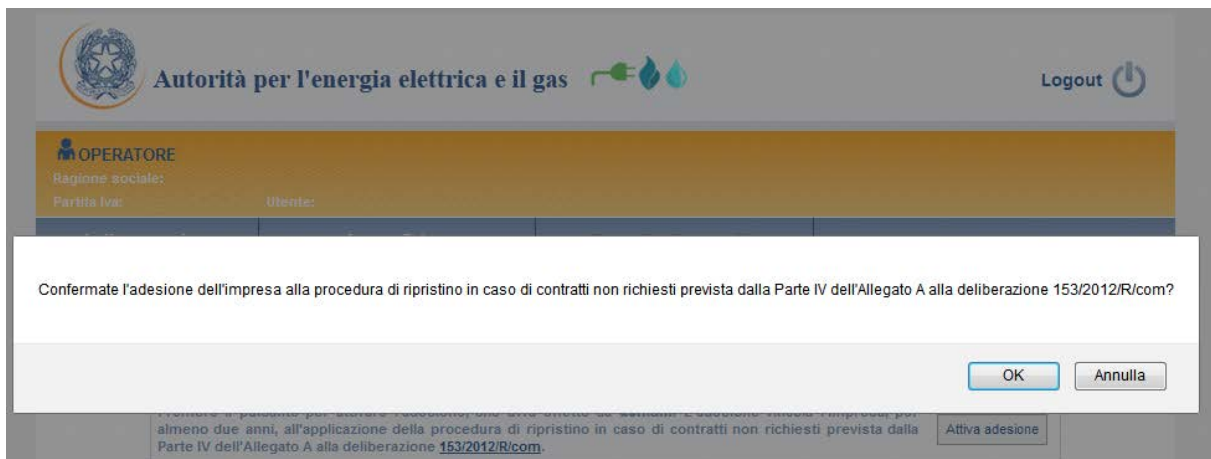 Autorità per l'energia elettrica e il gas
Logout
OPERATORE
Ragione sociale:
Partita Iva: Utente:
Confermate l'adesione dell'impresa alla procedura di ripristino in caso di contratti non richiesti prevista dalla Parte IV dell'Allegato A alla deliberazione 153/2012/R/com?
OK Annulla
almeno due anni, all'applicazione della procedura di ripristino in caso di contratti non richiesti prevista dalla
Attiva adesione
Parte IV dell'Allegato A alla deliberazione 153/2012/R/com.